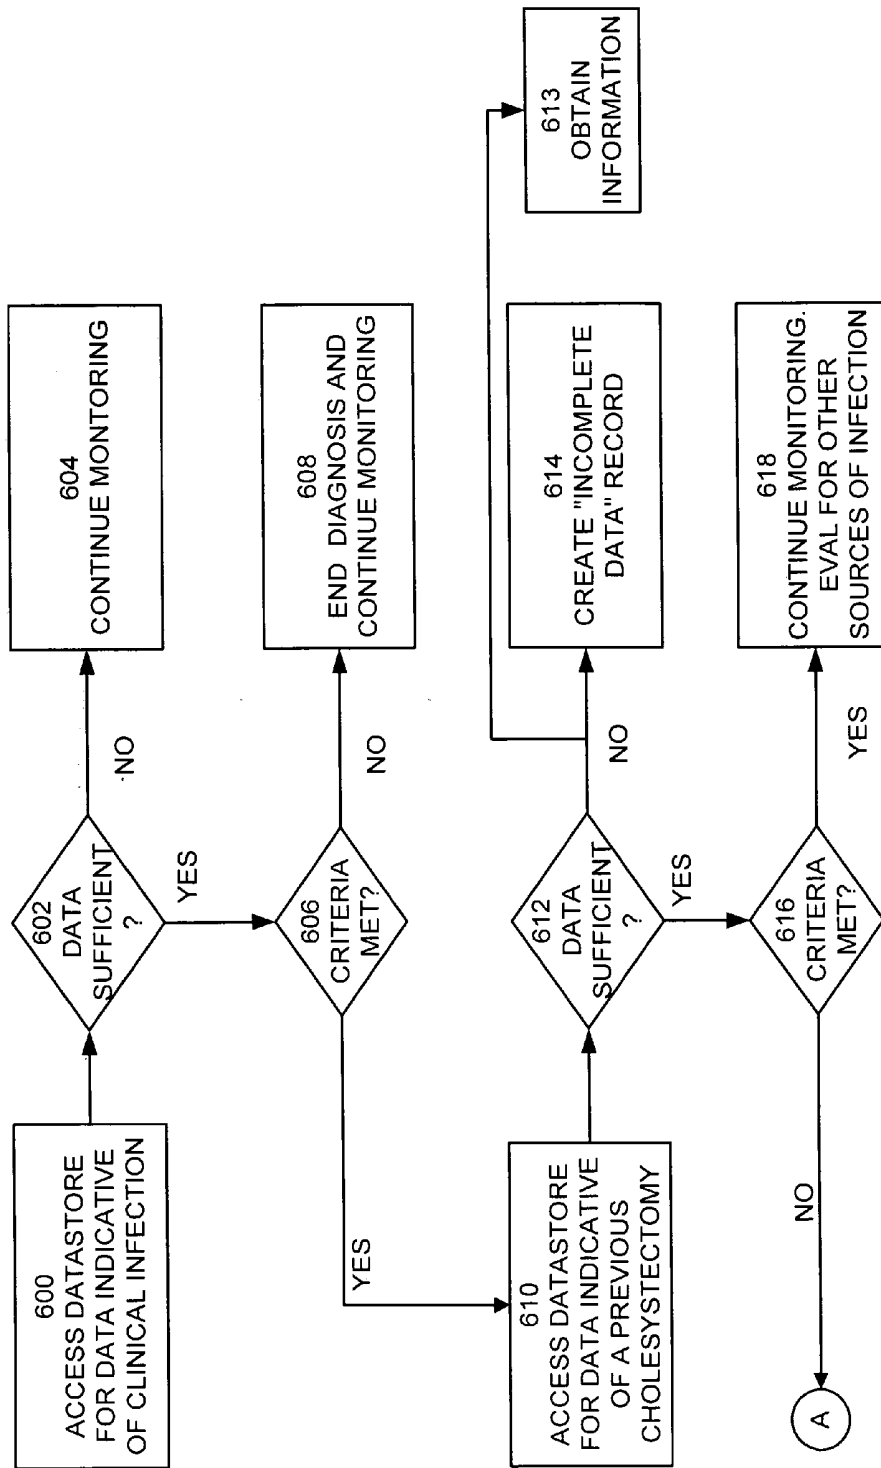 600
ACCESS DATASTORE
FOR DATA INDICATIVE
OF CLINICAL INFECTION
602
DATA
SUFFICIENT
?
NO
604
CONTINUE MONITORING
YES
606
CRITERIA
MET?
NO
608
END DIAGNOSIS AND
CONTINUE MONITORING
YES
610
ACCESS DATASTORE
FOR DATA INDICATIVE
OF A PREVIOUS
CHOLESYSTECTOMY
612
DATA
SUFFICIENT
?
NO
614
CREATE "INCOMPLETE
DATA" RECORD
613
OBTAIN
INFORMATION
YES
616
CRITERIA
MET?
YES
618
CONTINUE MONITORING.
EVAL FOR OTHER
SOURCES OF INFECTION
NO
A